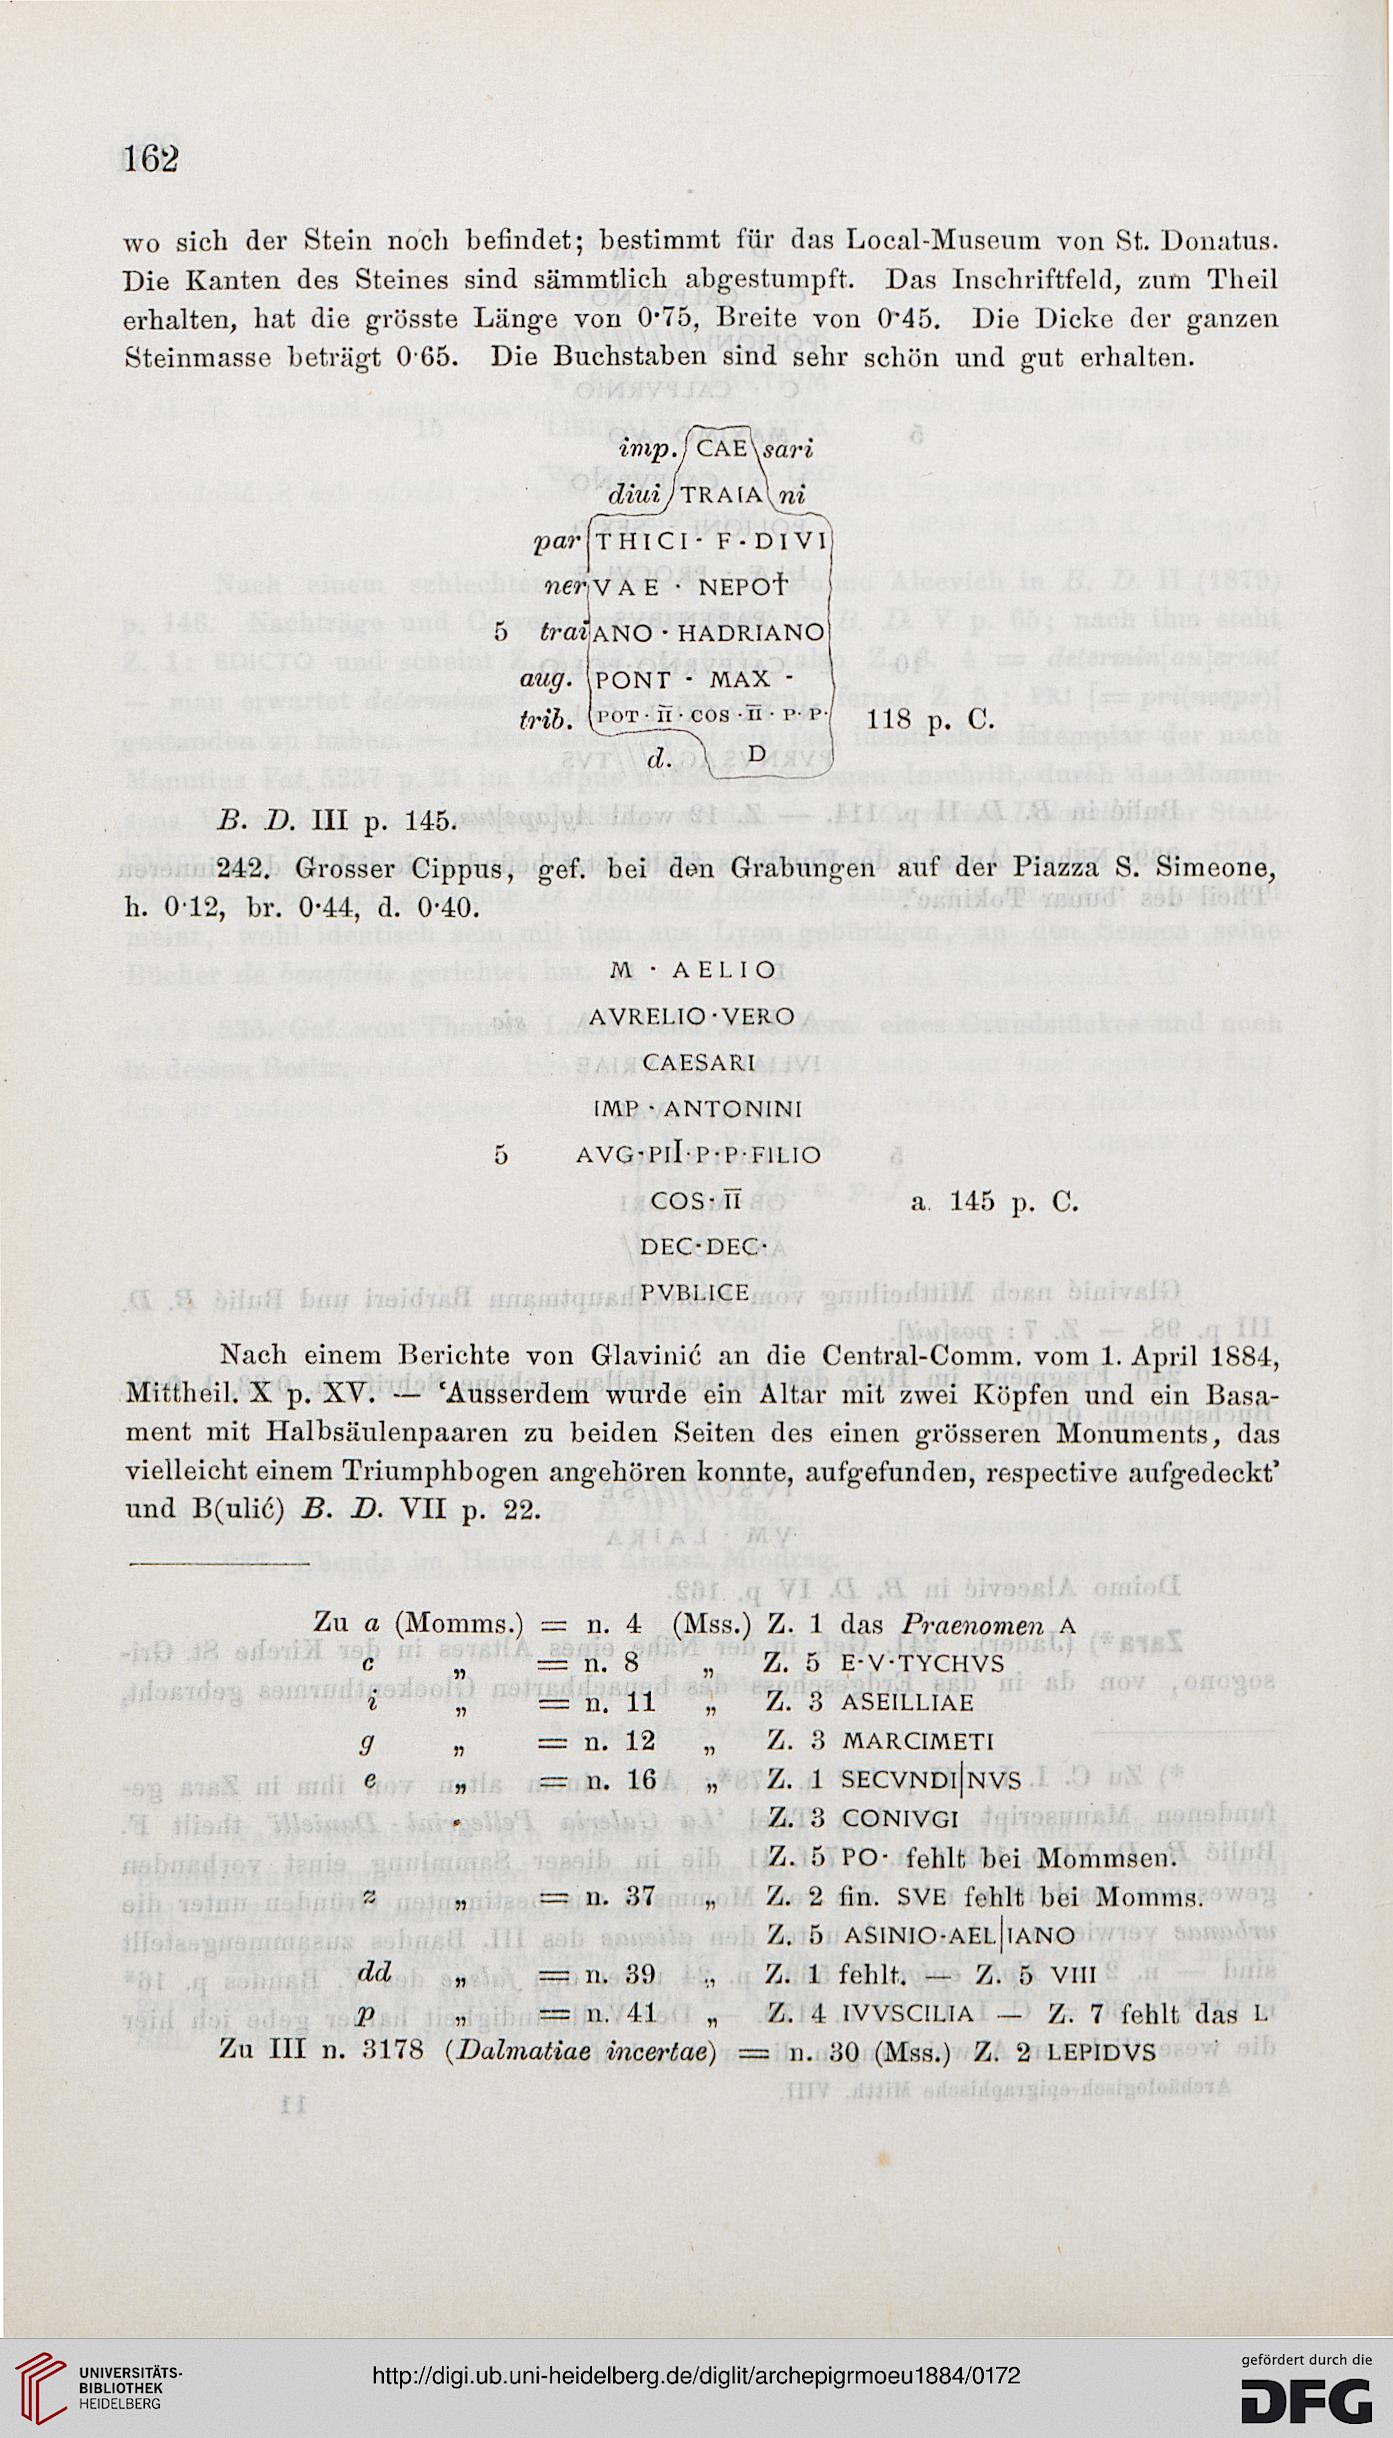 162
wo sich der Stein noch befindet; bestimmt für das Local-Museum von St. Donatus.
Die Kanten des Steines sind sämmtlich abgestumpft. Das Inschriftfeld, zum Theil
erhalten, hat die grösste Länge von 0·75, Breite von 0·45. Die Dicke der ganzen
Steinmasse beträgt 0·65. Die Buchstaben sind sehr schön und gut erhalten.
imp. CAE sari
diui TRAIA ni
par THICI · F · DIVI
ner VAE · NEPOt
5 trai ANO · HADRIANO
aug. PONT · MAX ·
trib. POT · II · COS · II · P · P · 118 p. C.
d. D
B. D. III p. 145.
242. Grosser Cippus, gef. bei den Grabungen auf der Piazza S. Simeone,
h. 0·12, br. 0·44, d. 0·40.
M · AELIO
AVRELIO · VERO
CAESARI
IMP · ANTONINI
5 AVG · PII · P · P · FILIO
COS · II a. 145 p. C.
DEC · DEC ·
PVBLICE
Nach einem Berichte von Glavinić an die Central-Comm. vom 1. April 1884,
Mittheil. X p. XV. — ‘Ausserdem wurde ein Altar mit zwei Köpfen und ein Basa-
ment mit Halbsäulenpaaren zu beiden Seiten des einen grösseren Monuments, das
vielleicht einem Triumphbogen angehören konnte, aufgefunden, respective aufgedeckt’
und B(ulić) B. D. VII p. 22.
Zu a (Momms.) = n. 4 (Mss.) Z. 1 das Praenomen A
c „ = n. 8 „ Z. 5 E·V·TYCHVS
i „ = n. 11 „ Z. 3 ASEILLIAE
g „ = n. 12 „ Z. 3 MARCIMETI
e „ = n. 16 „ Z. 1 SECVNDI|NVS
Z. 3 CONIVGI
Z. 5 PO· fehlt bei Mommsen.
z „ = n. 37 „ Z. 2 fin. SVE fehlt bei Momms.
Z. 5 ASINIO·AEL|IANO
dd „ = n. 39 „ Z. 1 fehlt. — Z. 5 VIII
p „ = n. 41 „ Z. 4 IVVSCILIA — Z. 7 fehlt das L
Zu III n. 3178 (Dalmatiae incertae) = n. 30 (Mss.) Z. 2 LEPIDVS
UNIVERSITÄTS-
BIBLIOTHEK
HEIDELBERG
http://digi.ub.uni-heidelberg.de/diglit/archepigrmoeu1884/0172
gefördert durch die
DFG